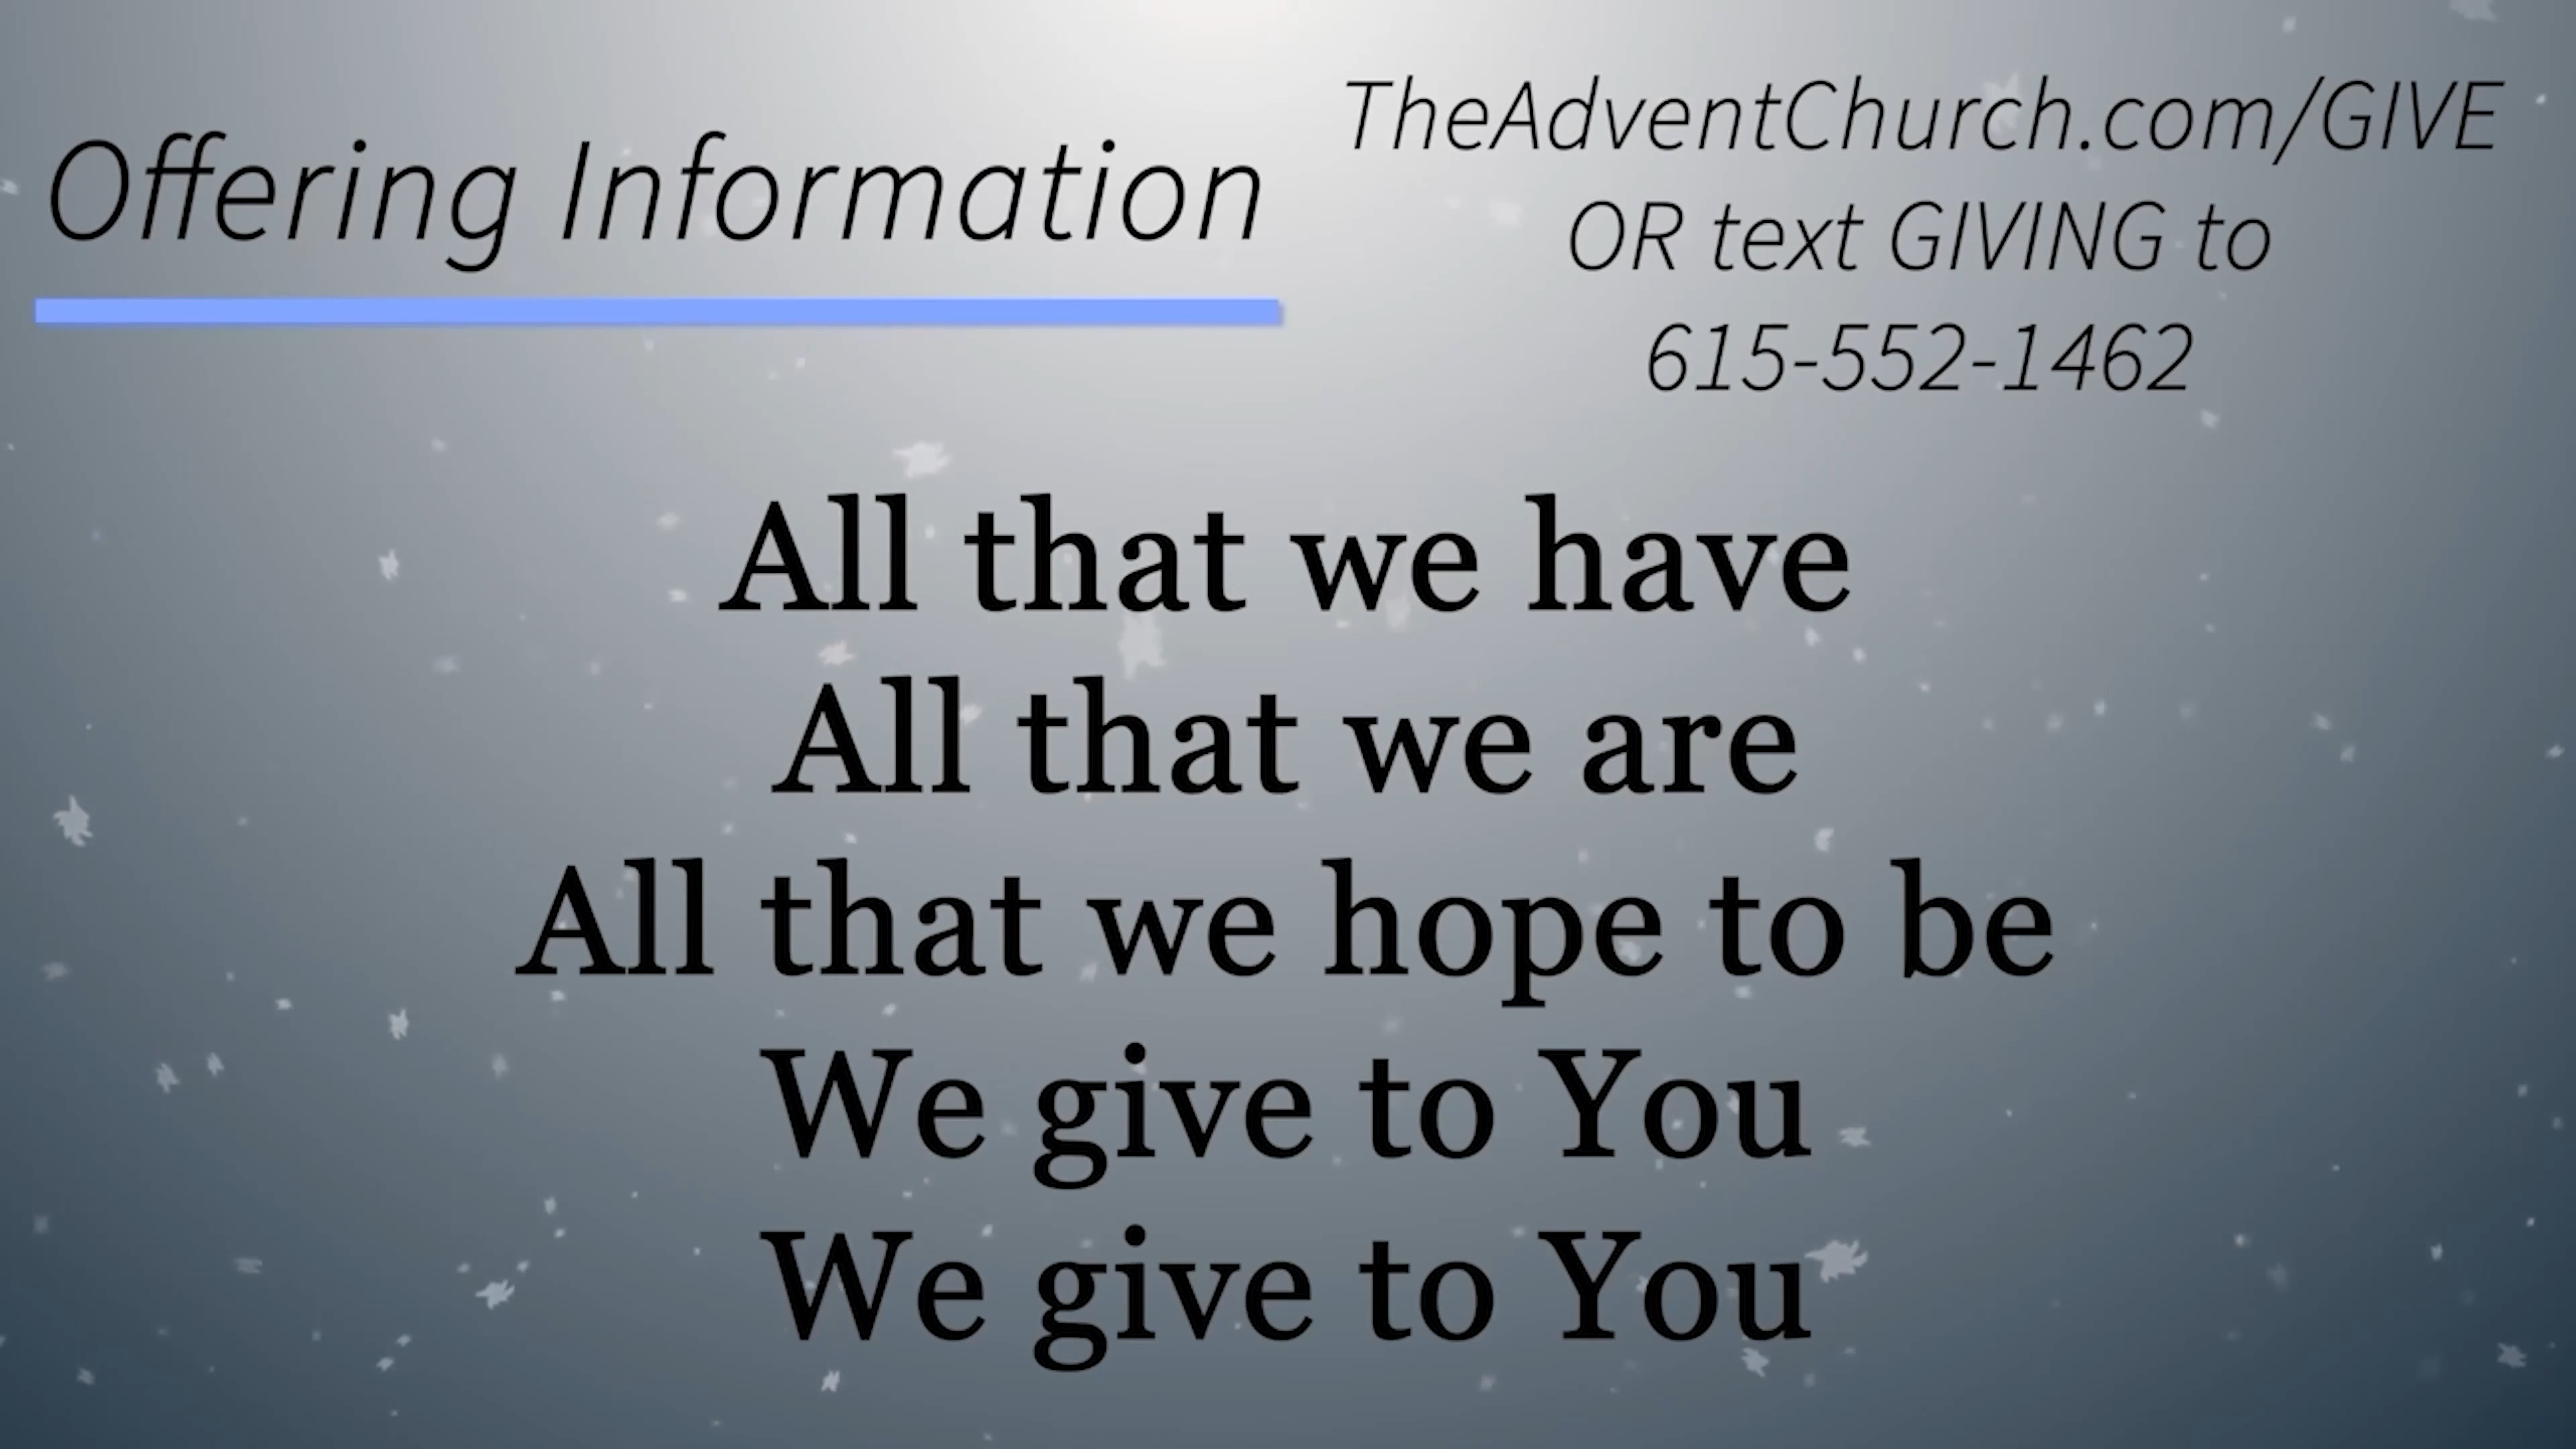 Offering Information
TheAdventChurch.com/GIVE
OR text GIVING to
615-552-1462
All that we have
All that we are
All that we hope to be
We give to You
We give to You